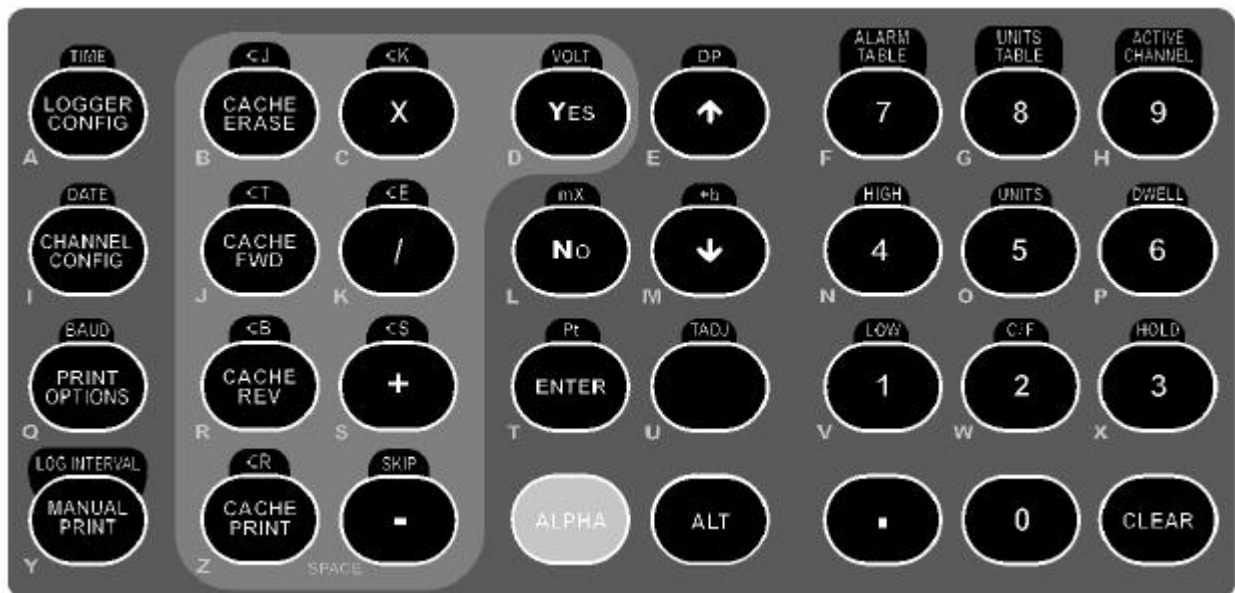 TIME <J <K VOLT DP ALARM TABLE UNITS TABLE ACTIVE CHANNEL
LOGGER CONFIG CACHE ERASE X YES ↑ 7 8 9
A B C D E F G H
DATE <T <E mX +b HIGH UNITS DWELL
CHANNEL CONFIG CACHE FWD / NO ↓ 4 5 6
I J K L M N O P
BAUD <B <S Pt TADJ LOW C/F HOLD
PRINT OPTIONS CACHE REV + ENTER 1 2 3
Q R S T U V W X
LOG INTERVAL <R SKIP
MANUAL PRINT CACHE PRINT - ALPHA ALT . 0 CLEAR
Y Z SPACE